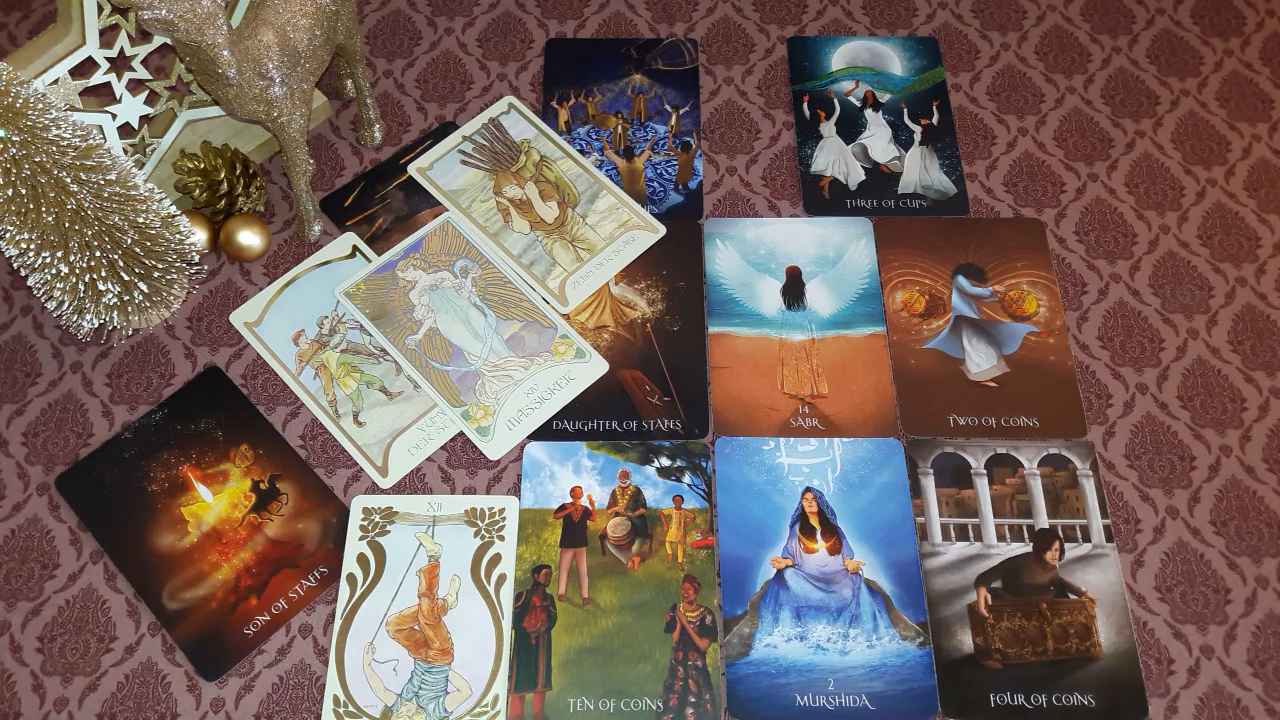 CUPS
THREE OF CUPS
ZEHN DER STÄBE
XIV
MÄSSIGKEIT
DAUGHTER OF STAFFS
14
SABR
TWO OF COINS
SON OF STAFFS
XII
TEN OF COINS
2
MURSHIDA
FOUR OF COINS